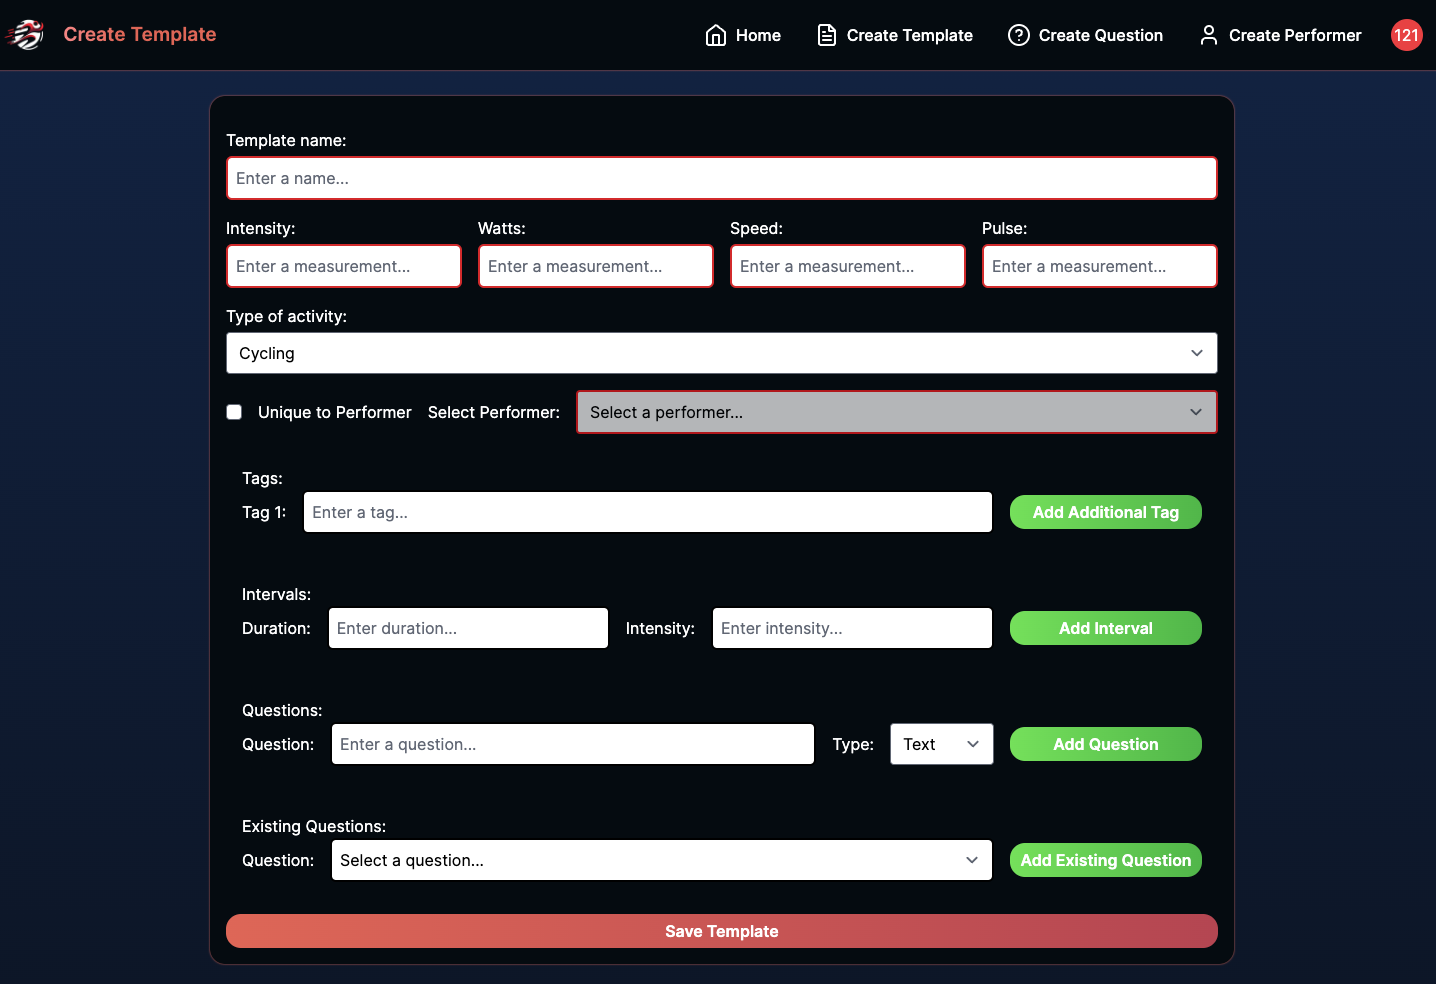 Create Template
Home
Create Template
Create Question
Create Performer
121
Template name:
Enter a name...
Intensity:
Watts:
Speed:
Pulse:
Enter a measurement...
Enter a measurement...
Enter a measurement...
Enter a measurement...
Type of activity:
Cycling
Unique to Performer
Select Performer:
Select a performer...
Tags:
Tag 1:
Enter a tag...
Add Additional Tag
Intervals:
Duration:
Enter duration...
Intensity:
Enter intensity...
Add Interval
Questions:
Question:
Enter a question...
Type:
Text
Add Question
Existing Questions:
Question:
Select a question...
Add Existing Question
Save Template